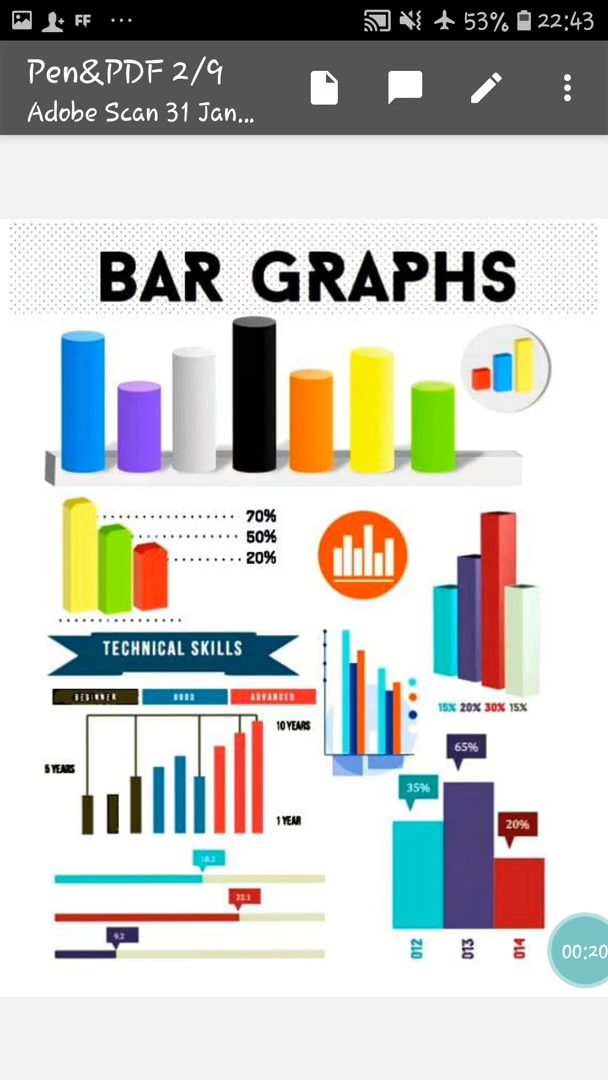 FF
53%
22:43
Pen&PDF 2/9
Adobe Scan 31 Jan...
BAR GRAPHS
70%
50%
20%
TECHNICAL SKILLS
BEGINNER GOOD ADVANCED
10 YEARS
5 YEARS
1 YEAR
15% 20% 30% 15%
65%
35%
20%
18.2
22.1
9.2
012 013 014
00:20